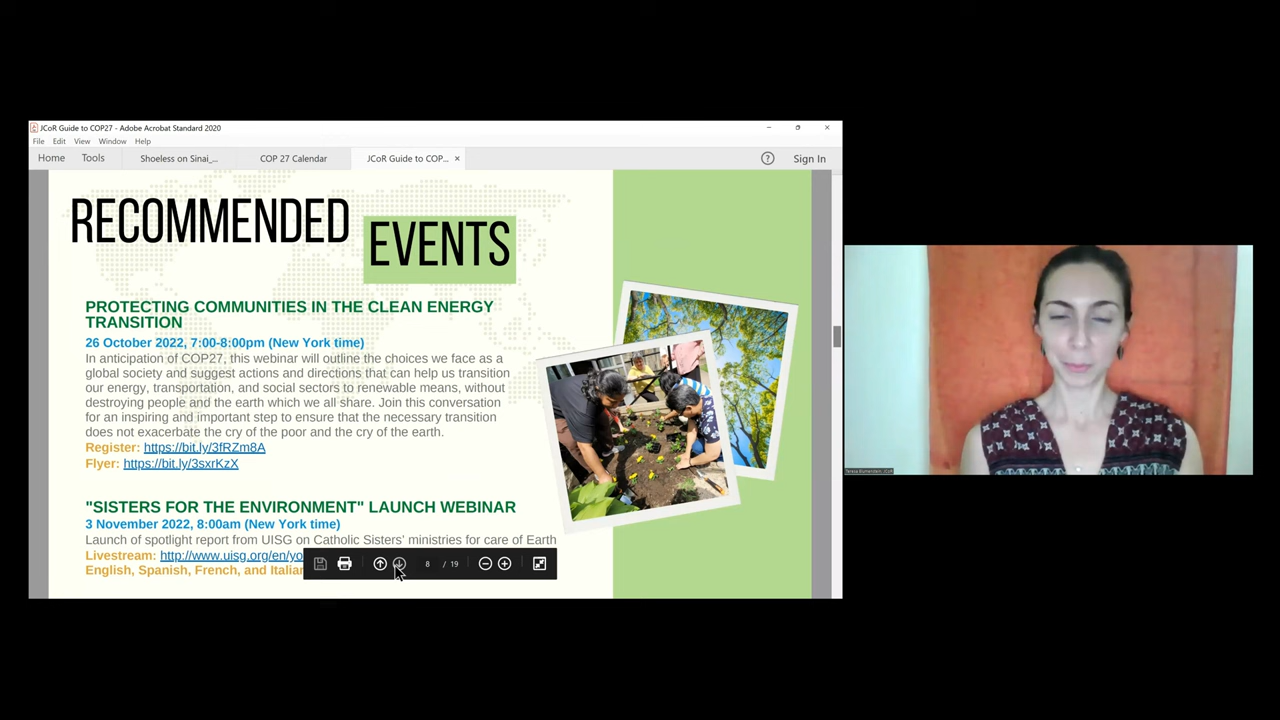 JCoR Guide to COP27 - Adobe Acrobat Standard 2020
File Edit View Window Help
Home Tools Shoeless on Sinai_... COP 27 Calendar JCoR Guide to COP... × ? Sign In
RECOMMENDED
EVENTS
PROTECTING COMMUNITIES IN THE CLEAN ENERGY
TRANSITION
26 October 2022, 7:00-8:00pm (New York time)
In anticipation of COP27, this webinar will outline the choices we face as a
global society and suggest actions and directions that can help us transition
our energy, transportation, and social sectors to renewable means, without
destroying people and the earth which we all share. Join this conversation
for an inspiring and important step to ensure that the necessary transition
does not exacerbate the cry of the poor and the cry of the earth.
Register: https://bit.ly/3fRZm8A
Flyer: https://bit.ly/3sxrKzX
"SISTERS FOR THE ENVIRONMENT" LAUNCH WEBINAR
3 November 2022, 8:00am (New York time)
Launch of spotlight report from UISG on Catholic Sisters' ministries for care of Earth
Livestream: http://www.uisg.org/en/yo
English, Spanish, French, and Italian
8 / 19
Teresa Blumenstein, JCoR